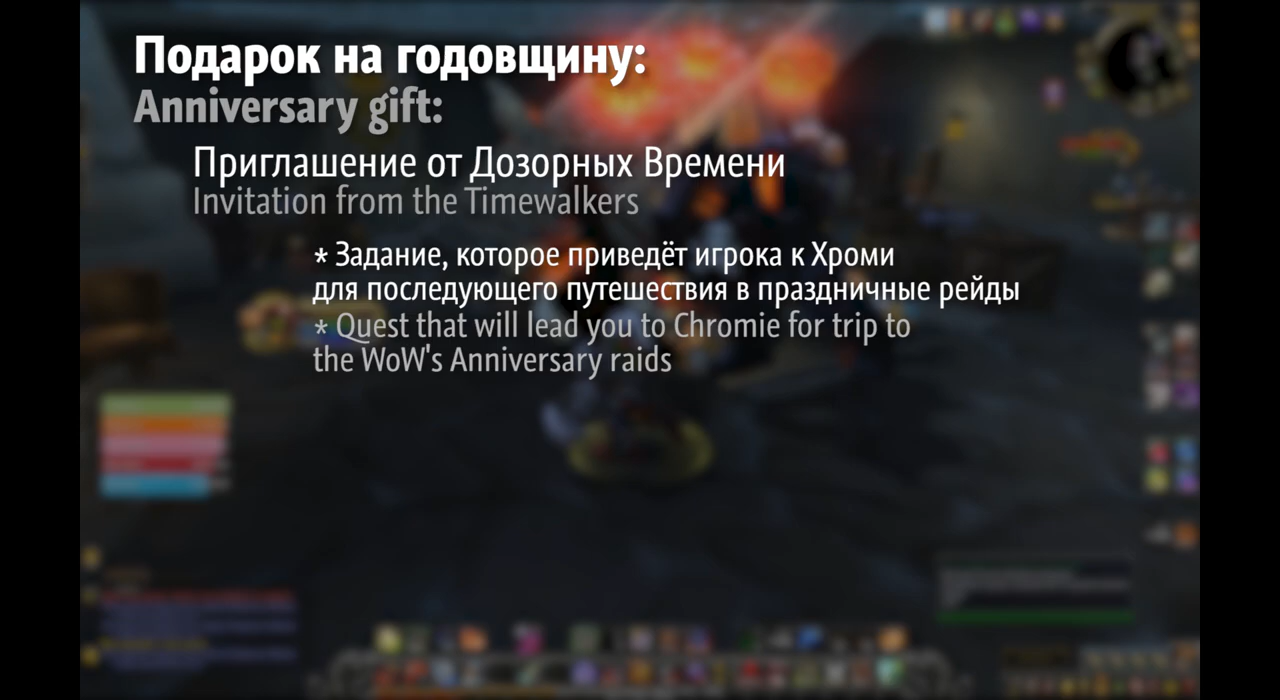 Подарок на годовщину:
Anniversary gift:
Приглашение от Дозорных Времени
Invitation from the Timewalkers
* Задание, которое приведёт игрока к Хроми
для последующего путешествия в праздничные рейды
* Quest that will lead you to Chromie for trip to
the WoW's Anniversary raids